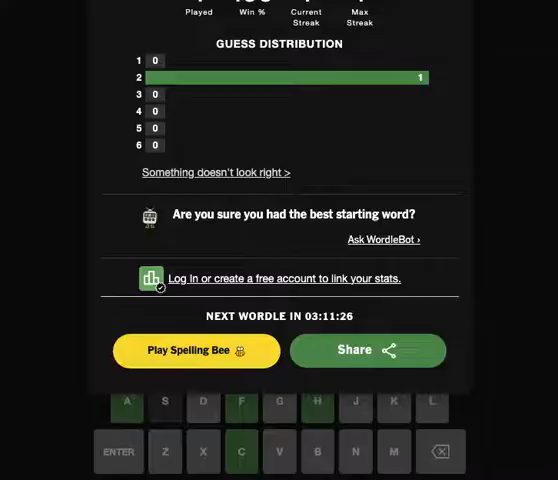 Played Win % Current Streak Max Streak
GUESS DISTRIBUTION
1 0
2 1
3 0
4 0
5 0
6 0
Something doesn't look right >
Are you sure you had the best starting word?
Ask WordleBot ›
Log in or create a free account to link your stats.
NEXT WORDLE IN 03:11:26
Play Spelling Bee
Share
A S D F G H J K L
ENTER Z X C V B N M